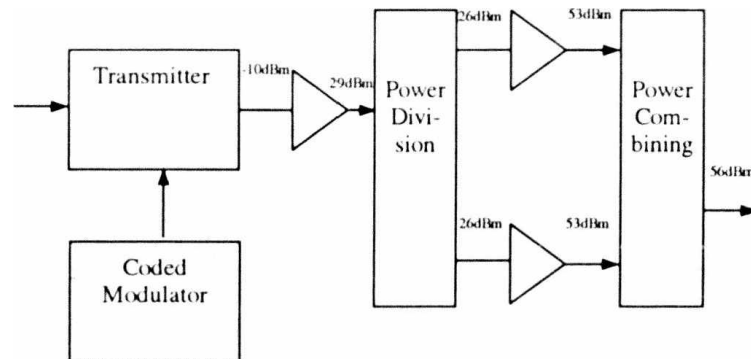 26dBm
53dBm
Transmitter
-10dBm
29dBm
Power
Divi-
sion
Power
Com-
bining
56dBm
26dBm
53dBm
Coded
Modulator